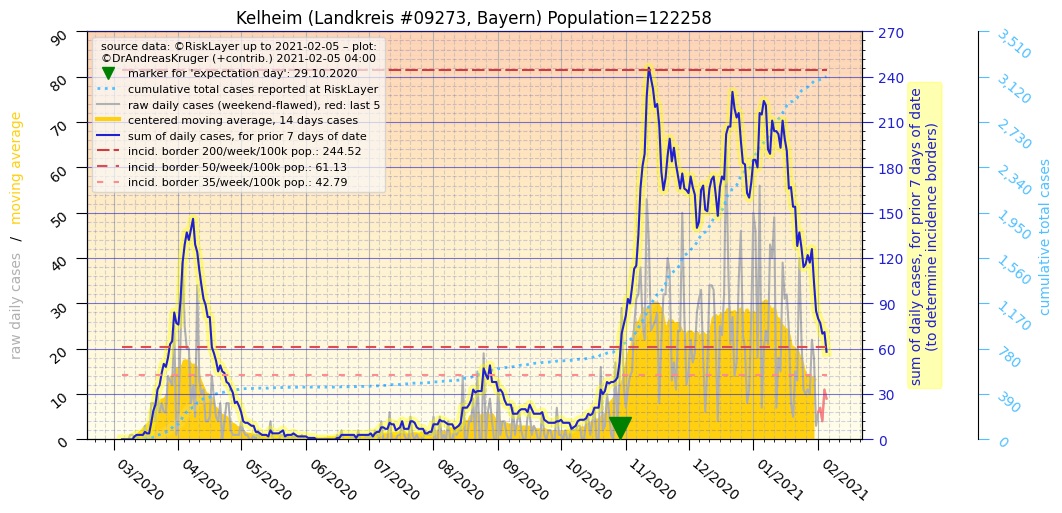 Kelheim (Landkreis #09273, Bayern) Population=122258
source data: ©RiskLayer up to 2021-02-05 – plot:
©DrAndreasKruger (+contrib.) 2021-02-05 04:00
marker for 'expectation day': 29.10.2020
cumulative total cases reported at RiskLayer
raw daily cases (weekend-flawed), red: last 5
centered moving average, 14 days cases
sum of daily cases, for prior 7 days of date
incid. border 200/week/100k pop.: 244.52
incid. border 50/week/100k pop.: 61.13
incid. border 35/week/100k pop.: 42.79
raw daily cases / moving average
90
80
70
60
50
40
30
20
10
0
03/2020
04/2020
05/2020
06/2020
07/2020
08/2020
09/2020
10/2020
11/2020
12/2020
01/2021
02/2021
270
240
210
180
150
120
90
60
30
0
sum of daily cases, for prior 7 days of date
(to determine incidence borders)
3,510
3,120
2,730
2,340
1,950
1,560
1,170
780
390
0
cumulative total cases